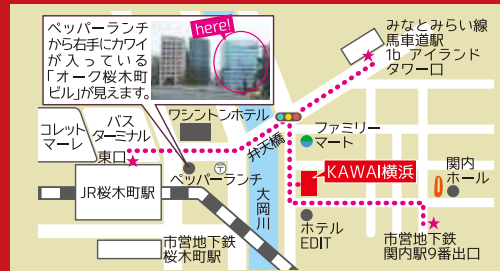 ペッパーランチ
から右手にカワイ
が入っている
「オーク桜木町
ビル」が見えます。
here!
みなとみらい線
馬車道駅
1b アイランド
タワー口
コレット
マーレ
バス
ターミナル
ワシントンホテル
東口
弁天橋
ファミリー
マート
〒
ペッパーランチ
KAWAI横浜
関内
ホール
JR桜木町駅
大岡川
ホテル
EDIT
市営地下鉄
桜木町駅
市営地下鉄
関内駅9番出口